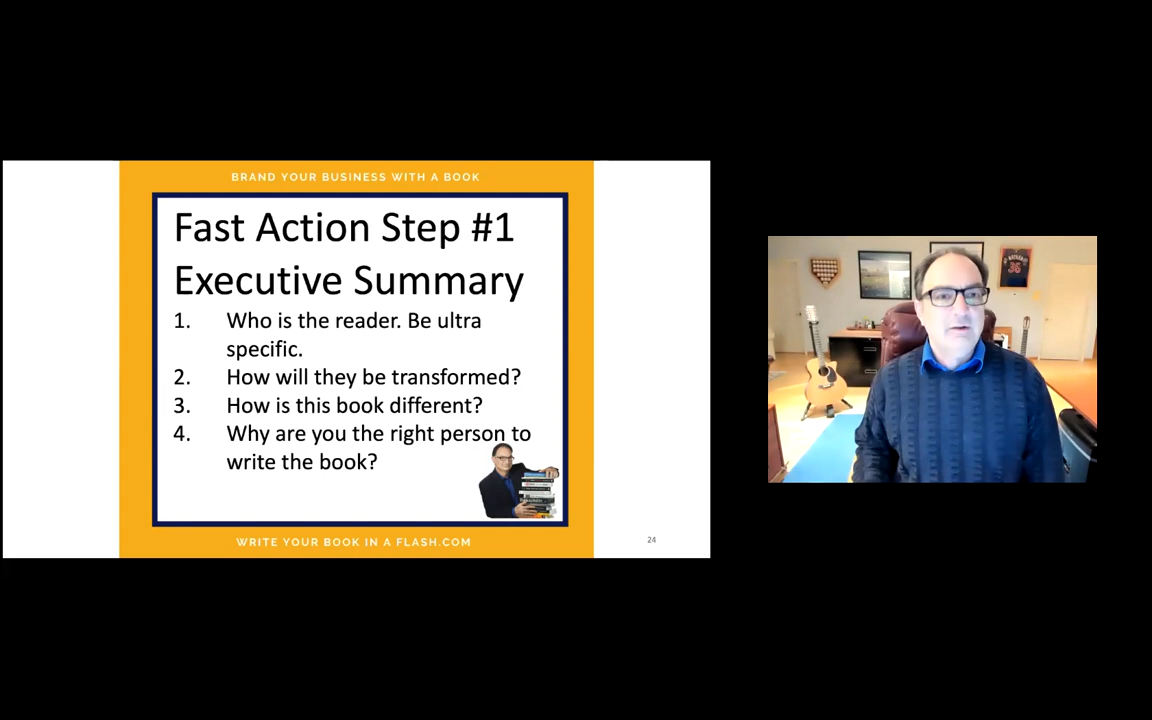 BRAND YOUR BUSINESS WITH A BOOK
Fast Action Step #1
Executive Summary
1. Who is the reader. Be ultra
specific.
2. How will they be transformed?
3. How is this book different?
4. Why are you the right person to
write the book?
WRITE YOUR BOOK IN A FLASH.COM
24